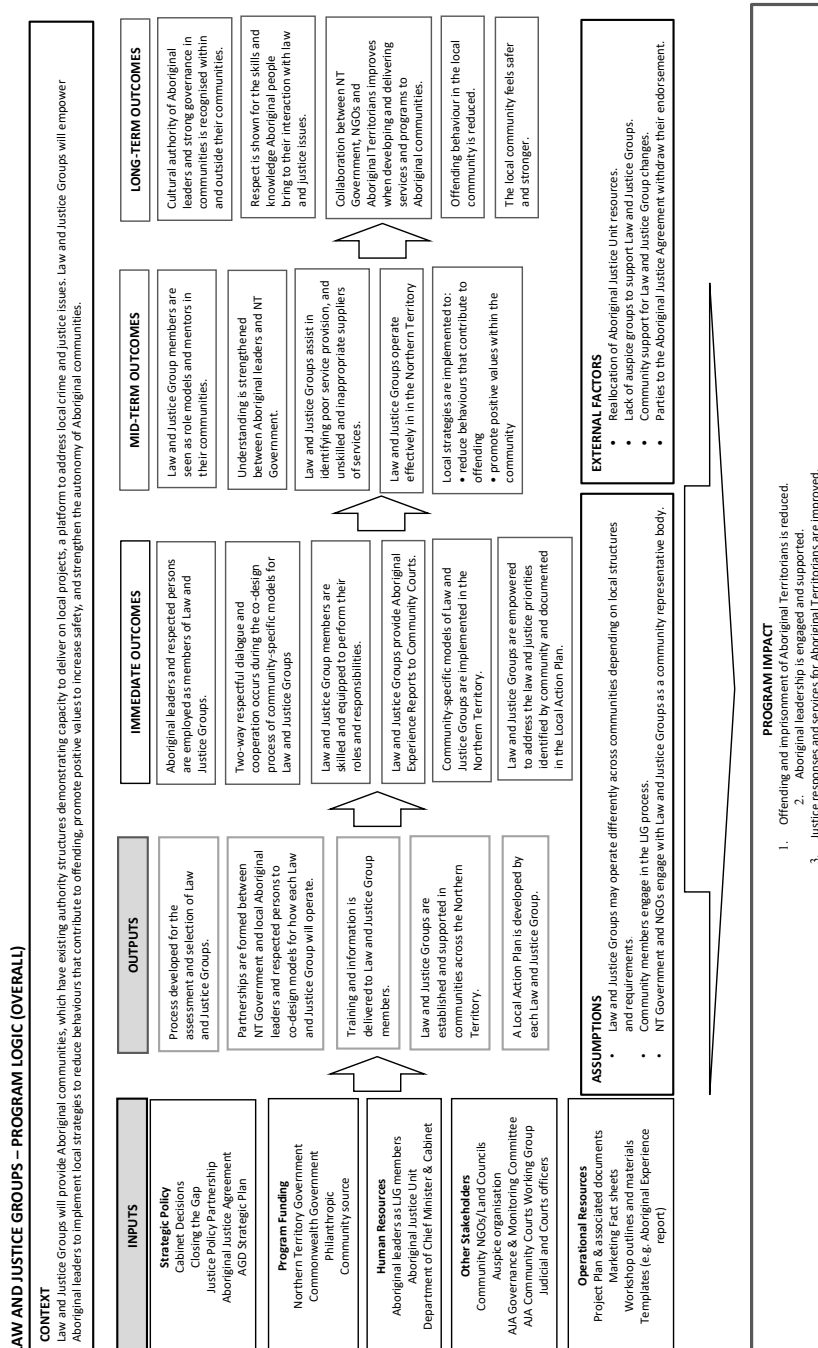 LAW AND JUSTICE GROUPS – PROGRAM LOGIC (OVERALL)
CONTEXT
Law and Justice Groups will provide Aboriginal communities, which have existing authority structures demonstrating capacity to deliver on local projects, a platform to address local crime and justice issues. Law and Justice Groups will empower
Aboriginal leaders to implement local strategies to reduce behaviours that contribute to offending, promote positive values to increase safety, and strengthen the autonomy of Aboriginal communities.
INPUTS
Strategic Policy
Cabinet Decisions
Closing the Gap
Justice Policy Partnership
Aboriginal Justice Agreement
AGD Strategic Plan
Program Funding
Northern Territory Government
Commonwealth Government
Philanthropic
Community source
Human Resources
Aboriginal leaders as LJG members
Aboriginal Justice Unit
Department of Chief Minister & Cabinet
Other Stakeholders
Community NGOs/Land Councils
Auspice organisation
AJA Governance & Monitoring Committee
AJA Community Courts Working Group
Judicial and Courts officers
Operational Resources
Project Plan & associated documents
Marketing Fact sheets
Workshop outlines and materials
Templates (e.g. Aboriginal Experience
report)
OUTPUTS
Process developed for the
assessment and selection of Law
and Justice Groups.
Partnerships are formed between
NT Government and local Aboriginal
leaders and respected persons to
co-design models for how each Law
and Justice Group will operate.
Training and information is
delivered to Law and Justice Group
members.
Law and Justice Groups are
established and supported in
communities across the Northern
Territory.
A Local Action Plan is developed by
each Law and Justice Group.
IMMEDIATE OUTCOMES
Aboriginal leaders and respected persons
are employed as members of Law and
Justice Groups.
Two-way respectful dialogue and
cooperation occurs during the co-design
process of community-specific models for
Law and Justice Groups
Law and Justice Group members are
skilled and equipped to perform their
roles and responsibilities.
Law and Justice Groups provide Aboriginal
Experience Reports to Community Courts.
Community-specific models of Law and
Justice Groups are implemented in the
Northern Territory.
Law and Justice Groups are empowered
to address the law and justice priorities
identified by community and documented
in the Local Action Plan.
MID-TERM OUTCOMES
Law and Justice Group members are
seen as role models and mentors in
their communities.
Understanding is strengthened
between Aboriginal leaders and NT
Government.
Law and Justice Groups assist in
identifying poor service provision, and
unskilled and inappropriate suppliers
of services.
Law and Justice Groups operate
effectively in in the Northern Territory
Local strategies are implemented to:
• reduce behaviours that contribute to
offending
• promote positive values within the
community
LONG-TERM OUTCOMES
Cultural authority of Aboriginal
leaders and strong governance in
communities is recognised within
and outside their communities.
Respect is shown for the skills and
knowledge Aboriginal people
bring to their interaction with law
and justice issues.
Collaboration between NT
Government, NGOs and
Aboriginal Territorians improves
when developing and delivering
services and programs to
Aboriginal communities.
Offending behaviour in the local
community is reduced.
The local community feels safer
and stronger.
ASSUMPTIONS
• Law and Justice Groups may operate differently across communities depending on local structures
and requirements.
• Community members engage in the LJG process.
• NT Government and NGOs engage with Law and Justice Groups as a community representative body.
EXTERNAL FACTORS
• Reallocation of Aboriginal Justice Unit resources.
• Lack of auspice groups to support Law and Justice Groups.
• Community support for Law and Justice Group changes.
• Parties to the Aboriginal Justice Agreement withdraw their endorsement.
PROGRAM IMPACT
1. Offending and imprisonment of Aboriginal Territorians is reduced.
2. Aboriginal leadership is engaged and supported.
3. Justice responses and services for Aboriginal Territorians are improved.